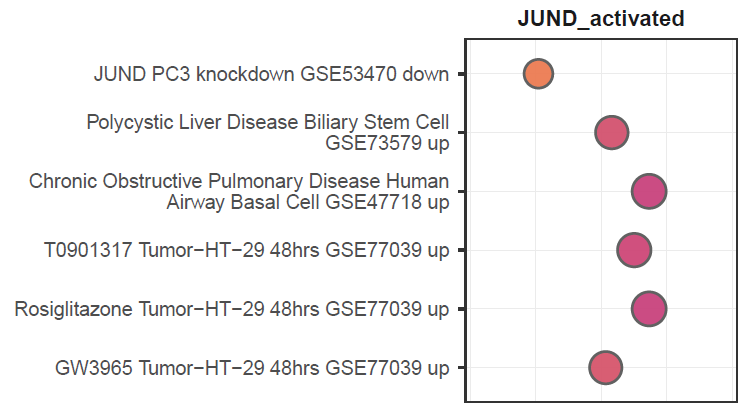 JUND_activated
JUND PC3 knockdown GSE53470 down
Polycystic Liver Disease Biliary Stem Cell
GSE73579 up
Chronic Obstructive Pulmonary Disease Human
Airway Basal Cell GSE47718 up
T0901317 Tumor−HT−29 48hrs GSE77039 up
Rosiglitazone Tumor−HT−29 48hrs GSE77039 up
GW3965 Tumor−HT−29 48hrs GSE77039 up